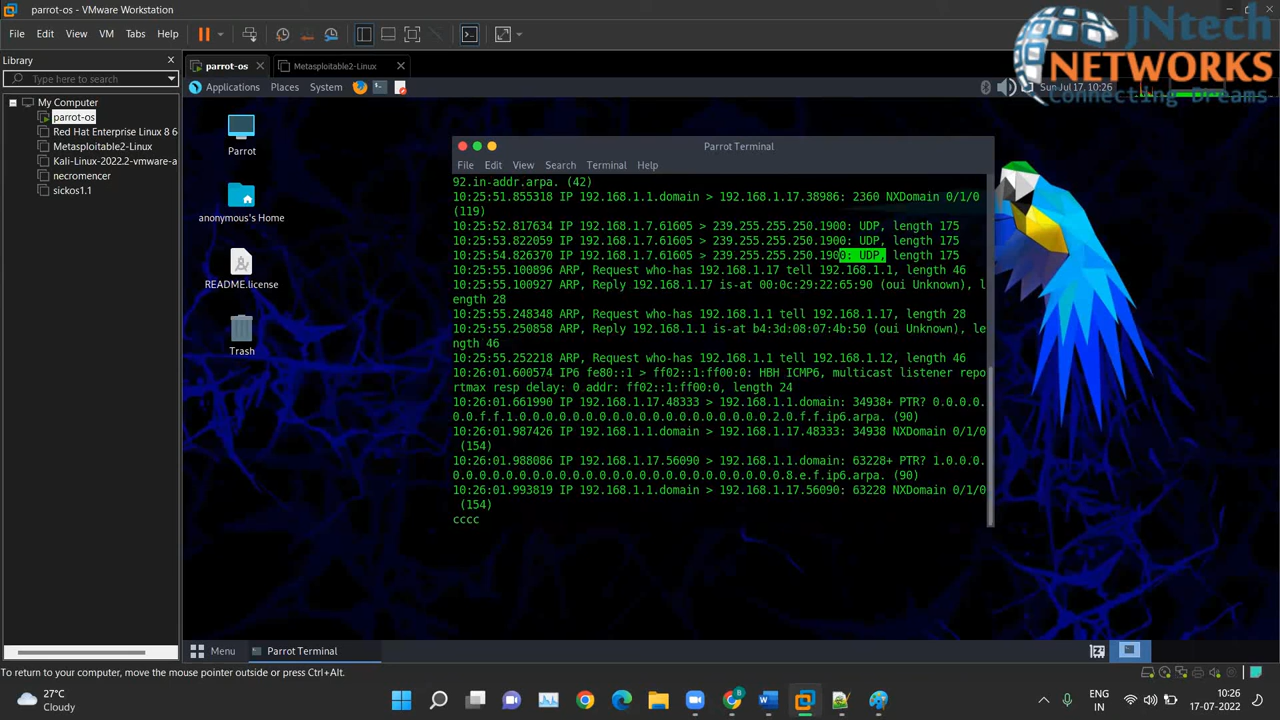 parrot-os - VMware Workstation
File Edit View VM Tabs Help
JNtech
NETWORKS
Connecting Dreams
Library
Type here to search
My Computer
parrot-os
Red Hat Enterprise Linux 8 6
Metasploitable2-Linux
Kali-Linux-2022.2-vmware-a
necromencer
sickos1.1
parrot-os
Metasploitable2-Linux
Applications Places System
Sun Jul 17, 10:26
Parrot
anonymous's Home
README.license
Trash
Parrot Terminal
File Edit View Search Terminal Help
92.in-addr.arpa. (42)
10:25:51.855318 IP 192.168.1.1.domain > 192.168.1.17.38986: 2360 NXDomain 0/1/0
(119)
10:25:52.817634 IP 192.168.1.7.61605 > 239.255.255.250.1900: UDP, length 175
10:25:53.822059 IP 192.168.1.7.61605 > 239.255.255.250.1900: UDP, length 175
10:25:54.826370 IP 192.168.1.7.61605 > 239.255.255.250.1900: UDP, length 175
10:25:55.100896 ARP, Request who-has 192.168.1.17 tell 192.168.1.1, length 46
10:25:55.100927 ARP, Reply 192.168.1.17 is-at 00:0c:29:22:65:90 (oui Unknown), l
ength 28
10:25:55.248348 ARP, Request who-has 192.168.1.1 tell 192.168.1.17, length 28
10:25:55.250858 ARP, Reply 192.168.1.1 is-at b4:3d:08:07:4b:50 (oui Unknown), le
ngth 46
10:25:55.252218 ARP, Request who-has 192.168.1.1 tell 192.168.1.12, length 46
10:26:01.600574 IP6 fe80::1 > ff02::1:ff00:0: HBH ICMP6, multicast listener repo
rtmax resp delay: 0 addr: ff02::1:ff00:0, length 24
10:26:01.661990 IP 192.168.1.17.48333 > 192.168.1.1.domain: 34938+ PTR? 0.0.0.0.
0.0.f.f.1.0.0.0.0.0.0.0.0.0.0.0.0.0.0.0.0.0.0.0.2.0.f.f.ip6.arpa. (90)
10:26:01.987426 IP 192.168.1.1.domain > 192.168.1.17.48333: 34938 NXDomain 0/1/0
(154)
10:26:01.988086 IP 192.168.1.17.56090 > 192.168.1.1.domain: 63228+ PTR? 1.0.0.0.
0.0.0.0.0.0.0.0.0.0.0.0.0.0.0.0.0.0.0.0.0.0.0.0.0.8.e.f.ip6.arpa. (90)
10:26:01.993819 IP 192.168.1.1.domain > 192.168.1.17.56090: 63228 NXDomain 0/1/0
(154)
cccc
Menu
Parrot Terminal
To return to your computer, move the mouse pointer outside or press Ctrl+Alt.
27°C
Cloudy
ENG
IN
10:26
17-07-2022